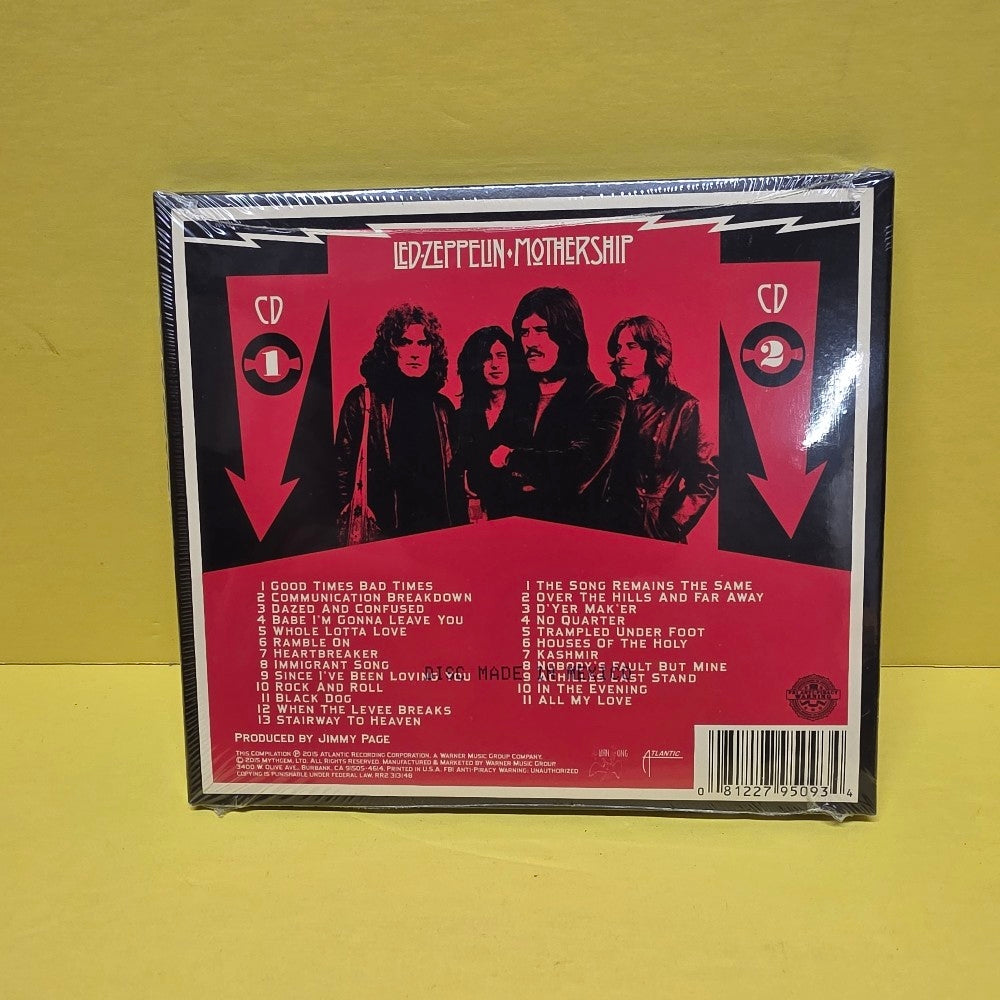 LED·ZEPPELIN♦MOTHERSHIP
CD
1
CD
2
1 GOOD TIMES BAD TIMES
2 COMMUNICATION BREAKDOWN
3 DAZED AND CONFUSED
4 BABE I'M GONNA LEAVE YOU
5 WHOLE LOTTA LOVE
6 RAMBLE ON
7 HEARTBREAKER
8 IMMIGRANT SONG
9 SINCE I'VE BEEN LOVING YOU
10 ROCK AND ROLL
11 BLACK DOG
12 WHEN THE LEVEE BREAKS
13 STAIRWAY TO HEAVEN
1 THE SONG REMAINS THE SAME
2 OVER THE HILLS AND FAR AWAY
3 D'YER MAK'ER
4 NO QUARTER
5 TRAMPLED UNDER FOOT
6 HOUSES OF THE HOLY
7 KASHMIR
8 NOBODY'S FAULT BUT MINE
9 ACHILLES LAST STAND
10 IN THE EVENING
11 ALL MY LOVE
DISC MADE IN MEXICO
PRODUCED BY JIMMY PAGE
THIS COMPILATION ℗ 2015 ATLANTIC RECORDING CORPORATION, A WARNER MUSIC GROUP COMPANY.
© 2015 MYTHGEM, LTD. ALL RIGHTS RESERVED. MANUFACTURED & MARKETED BY WARNER MUSIC GROUP
3400 W. OLIVE AVE., BURBANK, CA 91505-4614. PRINTED IN U.S.A. FBI ANTI-PIRACY WARNING: UNAUTHORIZED
COPYING IS PUNISHABLE UNDER FEDERAL LAW. RR2 313148
ATLANTIC
FBI ANTI-PIRACY
WARNING
0 81227 95093 4